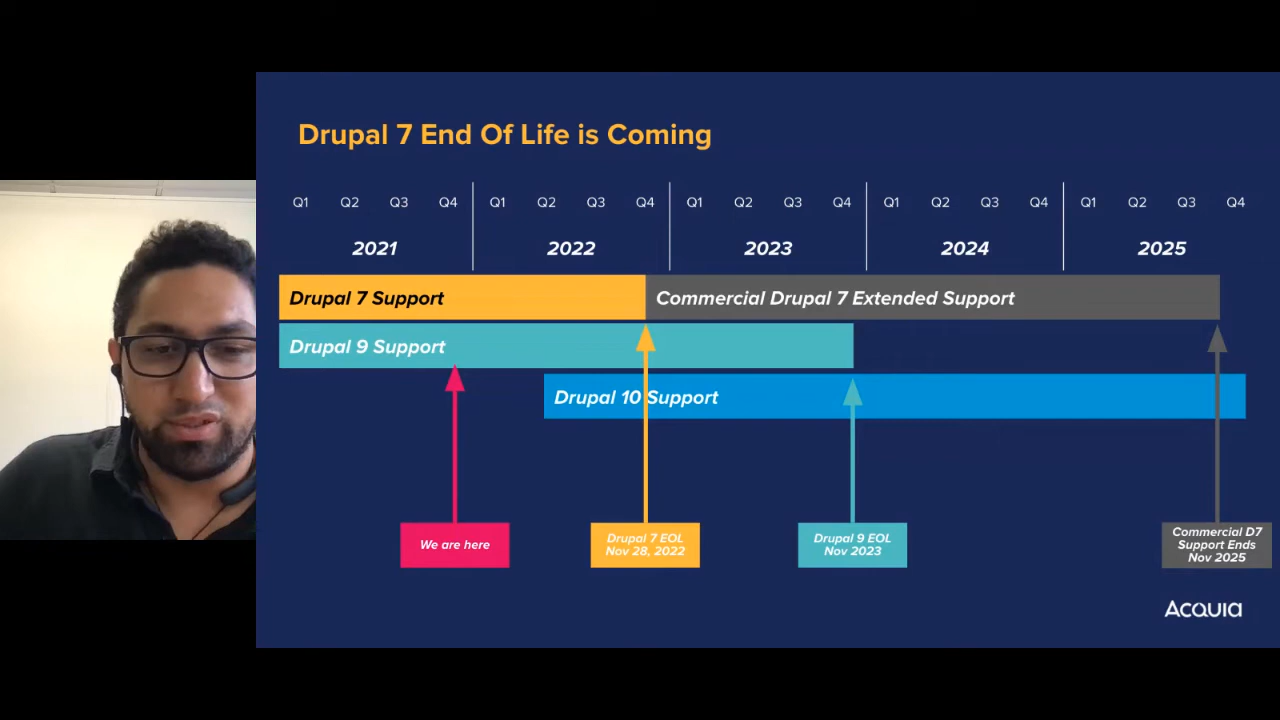 Drupal 7 End Of Life is Coming
Q1 Q2 Q3 Q4 Q1 Q2 Q3 Q4 Q1 Q2 Q3 Q4 Q1 Q2 Q3 Q4 Q1 Q2 Q3 Q4
2021 2022 2023 2024 2025
Drupal 7 Support Commercial Drupal 7 Extended Support
Drupal 9 Support
Drupal 10 Support
We are here
Drupal 7 EOL
Nov 28, 2022
Drupal 9 EOL
Nov 2023
Commercial D7
Support Ends
Nov 2025
Acquia